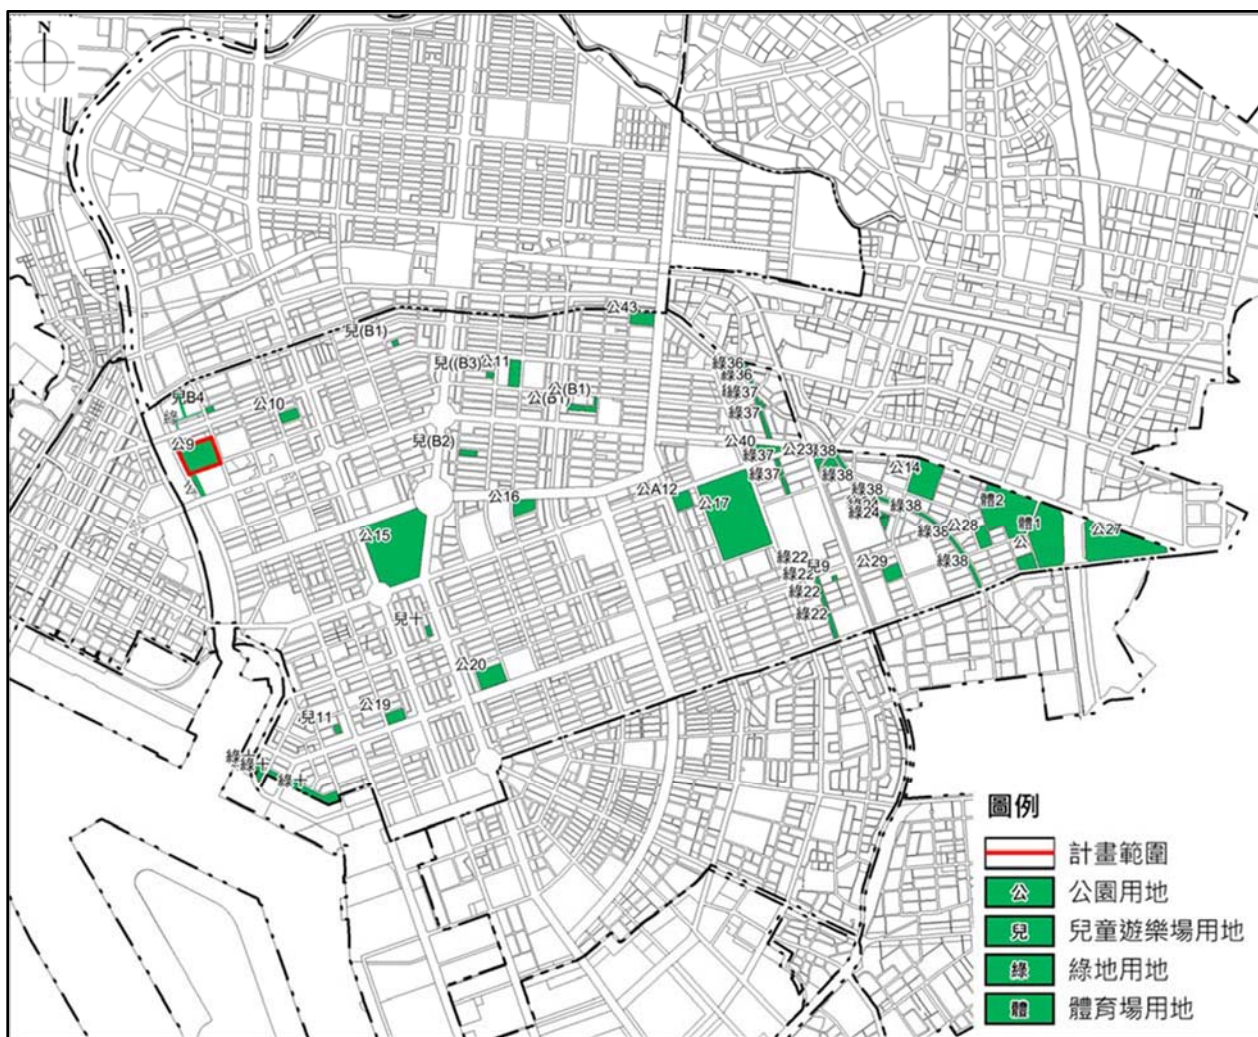 N
公43
兒(B1)
兒((B3)
公11
綠36
綠36
公(B1)
綠37
兒B4
公(B1)
公10
綠37
綠
公9
兒(B2)
公40
公23
綠38
綠37
綠38
公14
綠37
公A12
公16
公17
綠38
體2
綠38
綠24
體1
公15
綠38
公28
公27
公
綠22
兒9
公29
綠38
綠22
綠22
綠22
兒十
公20
公19
兒11
綠十
綠十
圖例
計畫範圍
公 公園用地
兒 兒童遊樂場用地
綠 綠地用地
體 體育場用地